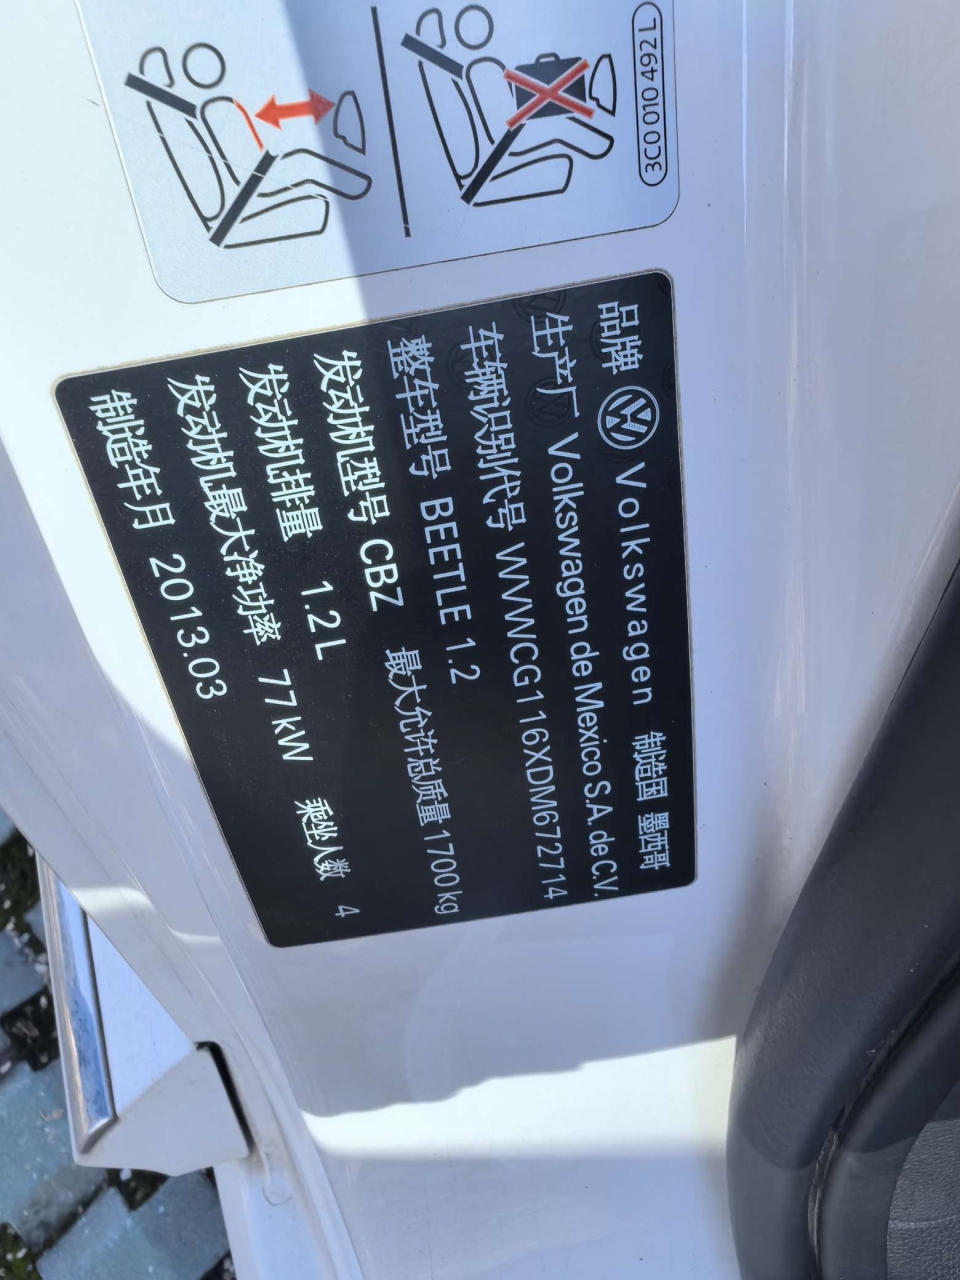 3C0 010 492 L
品牌 Volkswagen 制造国 墨西哥
生产厂 Volkswagen de Mexico S.A. de C.V.
车辆识别代号 WVWCG116XDM672714
整车型号 BEETLE 1.2
发动机型号 CBZ 最大允许总质量 1700 kg
发动机排量 1.2 L
发动机最大净功率 77 kW 乘坐人数 4
制造年月 2013.03